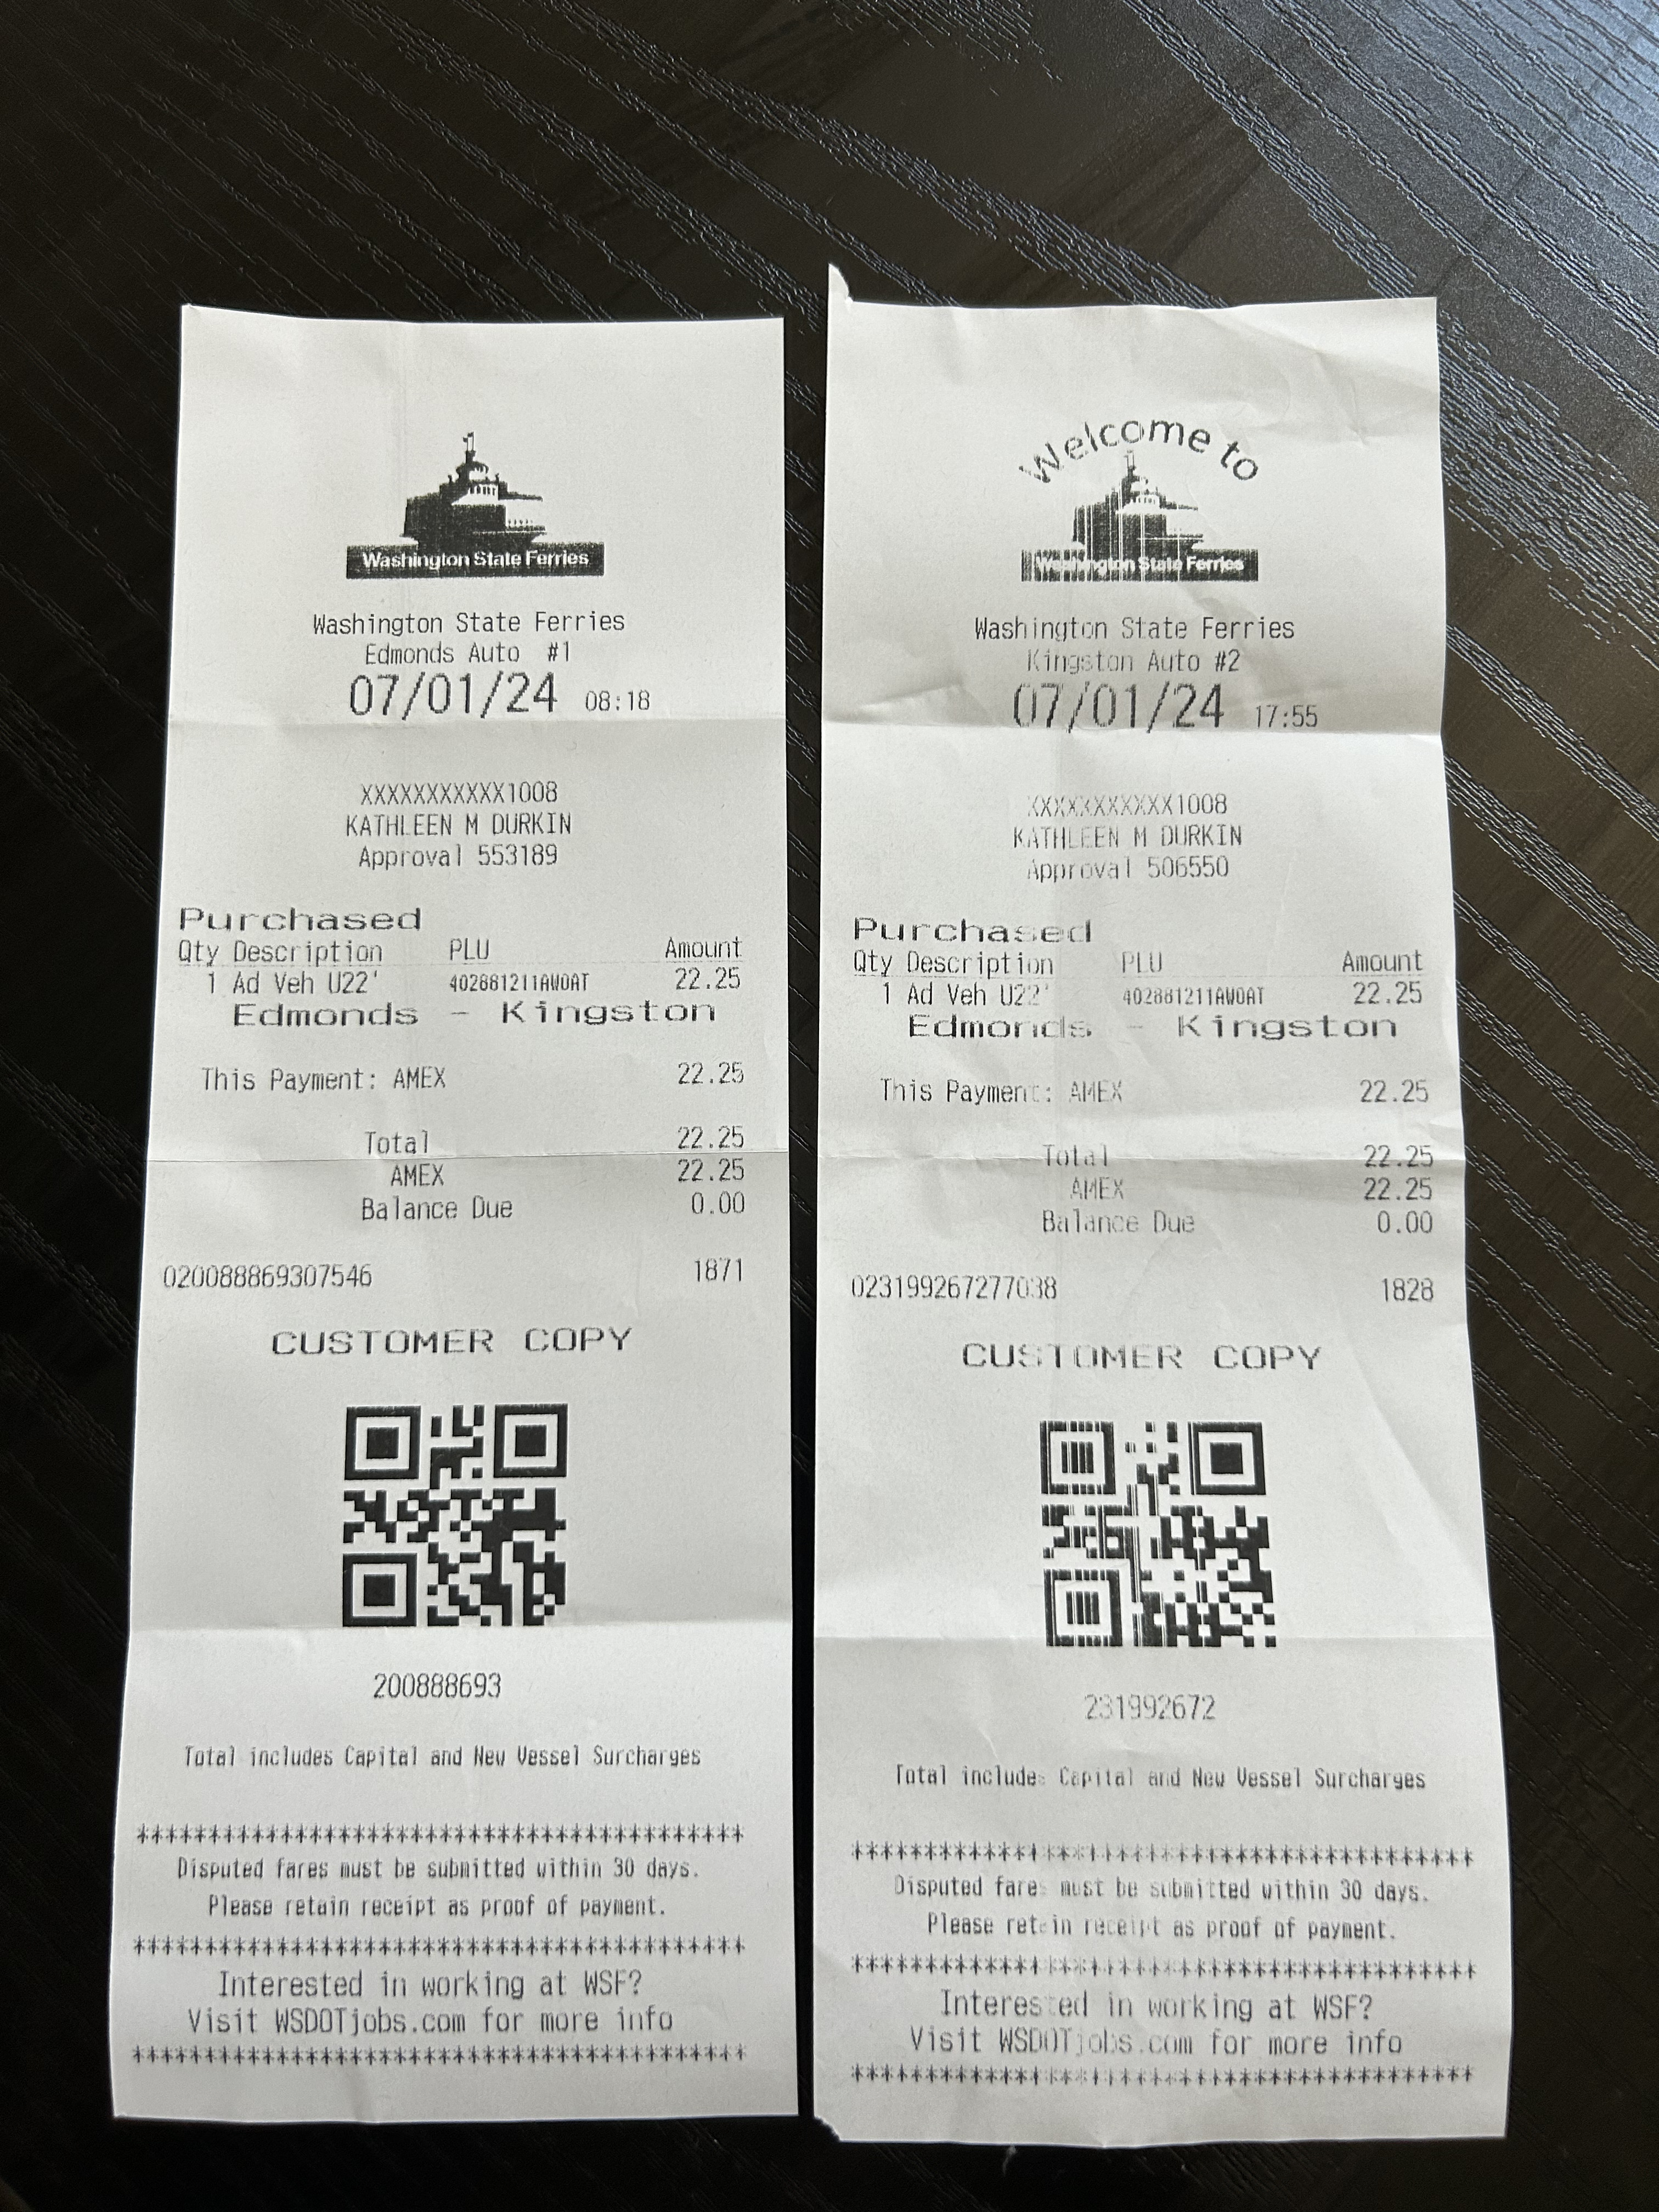 Washington State Ferries
Washington State Ferries
Edmonds Auto #1
07/01/24 08:18
XXXXXXXXXXX1008
KATHLEEN M DURKIN
Approval 553189
Purchased
Qty Description PLU Amount
1 Ad Veh U22' 402881211AWOAT 22.25
Edmonds - Kingston
This Payment: AMEX 22.25
Total 22.25
AMEX 22.25
Balance Due 0.00
020088869307546 1871
CUSTOMER COPY
200888693
Total includes Capital and New Vessel Surcharges
******************************************
Disputed fares must be submitted within 30 days.
Please retain receipt as proof of payment.
******************************************
Interested in working at WSF?
Visit WSDOTjobs.com for more info
******************************************
Welcome to
Washington State Ferries
Washington State Ferries
Kingston Auto #2
07/01/24 17:55
XXXXXXXXXXX1008
KATHLEEN M DURKIN
Approval 506550
Purchased
Qty Description PLU Amount
1 Ad Veh U22' 402881211AWOAT 22.25
Edmonds - Kingston
This Payment: AMEX 22.25
Total 22.25
AMEX 22.25
Balance Due 0.00
023199267277038 1828
CUSTOMER COPY
231992672
Total includes Capital and New Vessel Surcharges
******************************************
Disputed fares must be submitted within 30 days.
Please retain receipt as proof of payment.
******************************************
Interested in working at WSF?
Visit WSDOTjobs.com for more info
******************************************